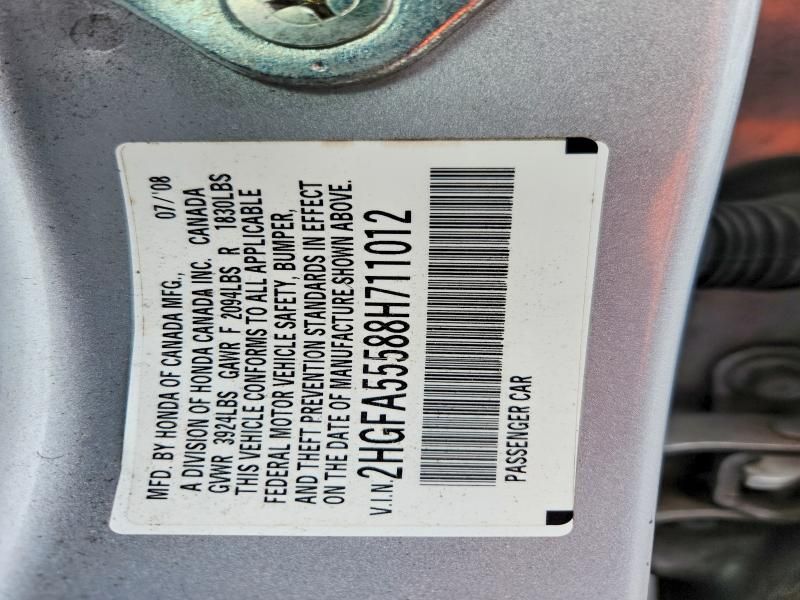 MFD. BY HONDA OF CANADA MFG., 07/'08
A DIVISION OF HONDA CANADA INC. CANADA
GVWR 3924LBS GAWR F 2094LBS R 1830LBS
THIS VEHICLE CONFORMS TO ALL APPLICABLE
FEDERAL MOTOR VEHICLE SAFETY, BUMPER,
AND THEFT PREVENTION STANDARDS IN EFFECT
ON THE DATE OF MANUFACTURE SHOWN ABOVE.
V.I.N. 2HGFA55588H711012
PASSENGER CAR